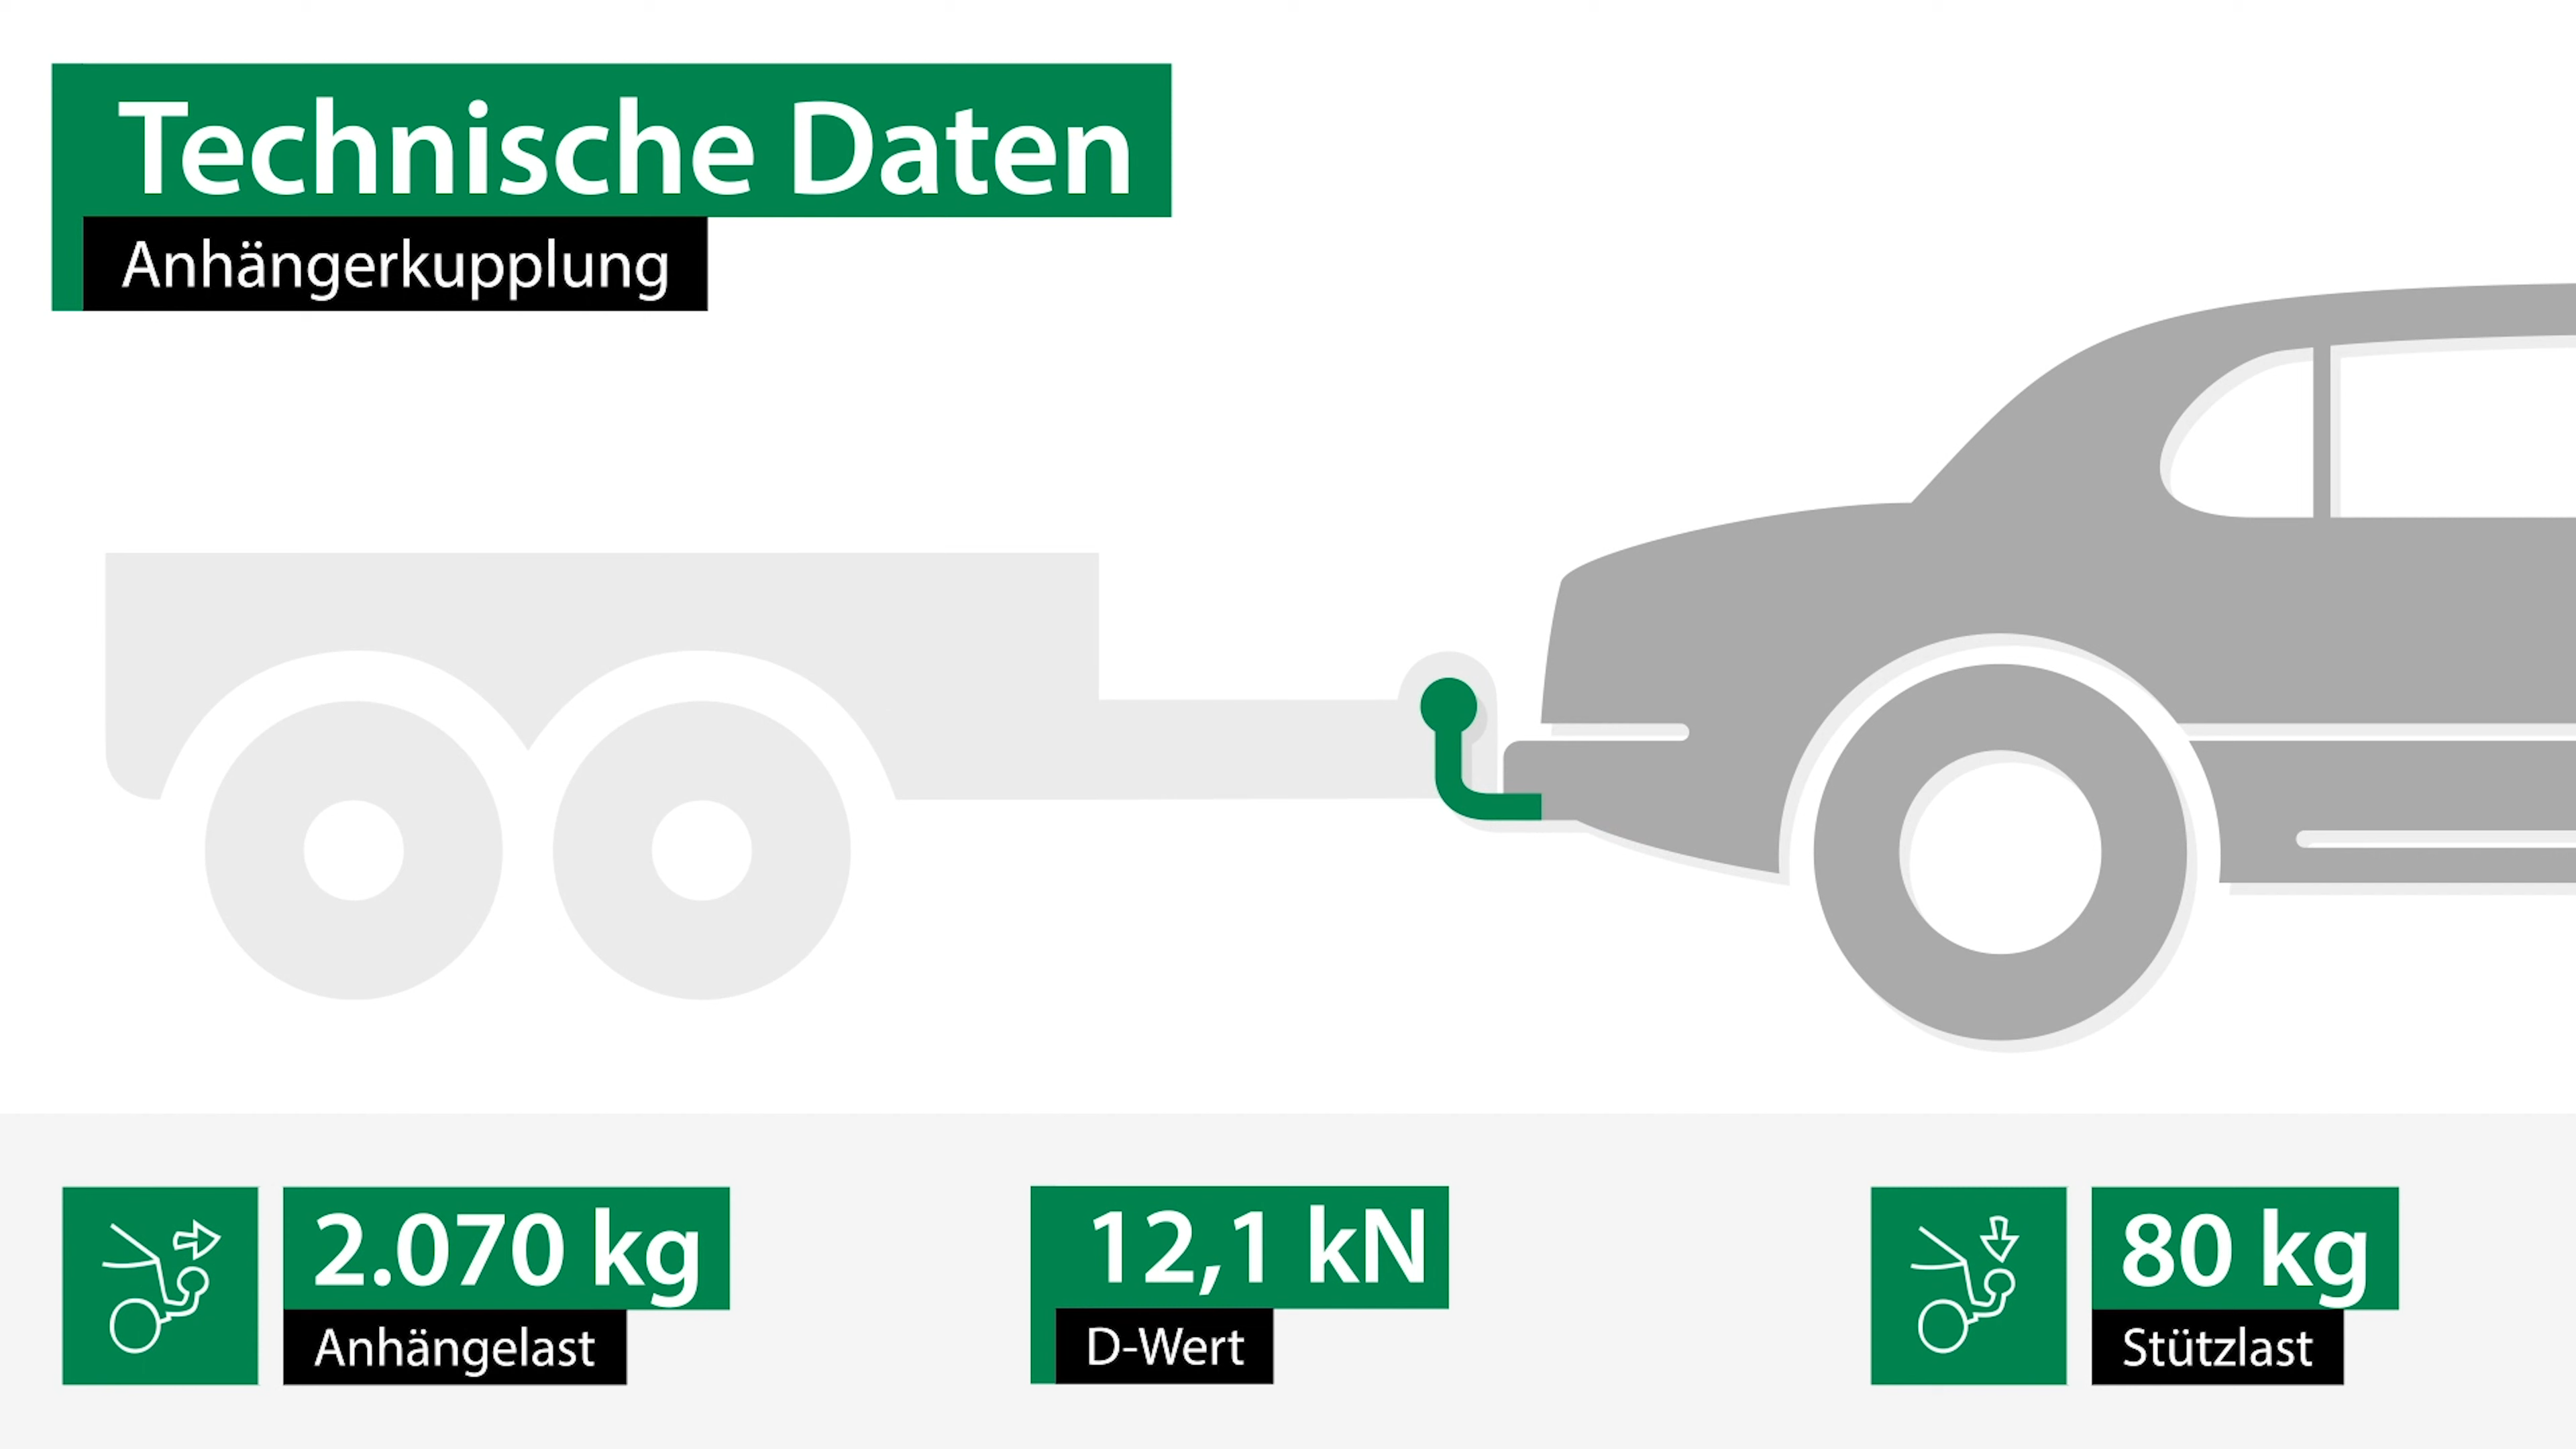 Technische Daten
Anhängerkupplung
2.070 kg
Anhängelast
12,1 kN
D-Wert
80 kg
Stützlast